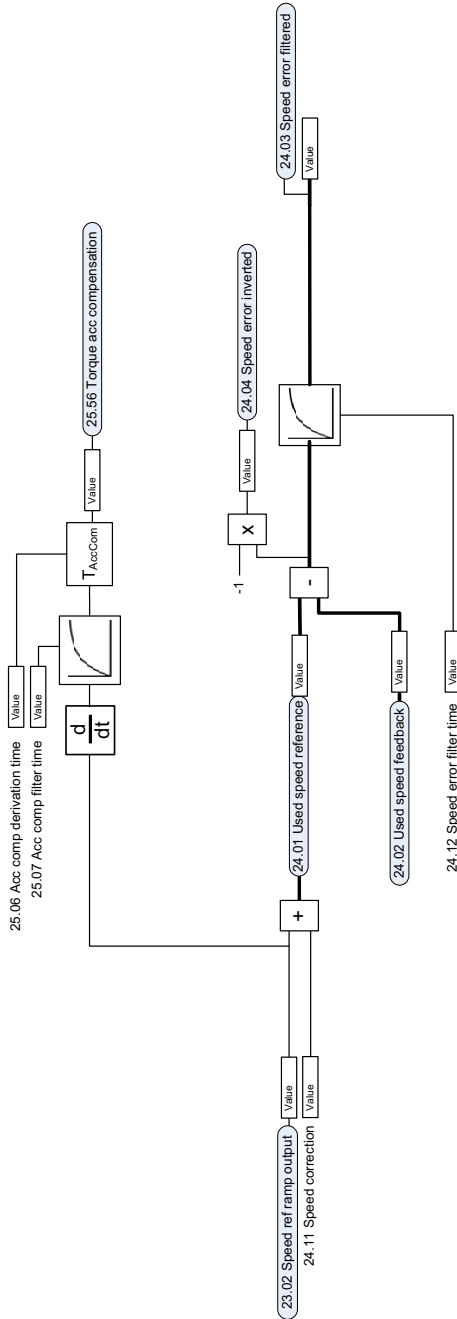 25.06 Acc comp derivation time
Value
25.07 Acc comp filter time
Value
d
dt
TAccCom
Value
25.56 Torque acc compensation
23.02 Speed ref ramp output
Value
24.11 Speed correction
Value
+
24.01 Used speed reference
Value
24.02 Used speed feedback
Value
-
-1
x
Value
24.04 Speed error inverted
24.12 Speed error filter time
Value
Value
24.03 Speed error filtered